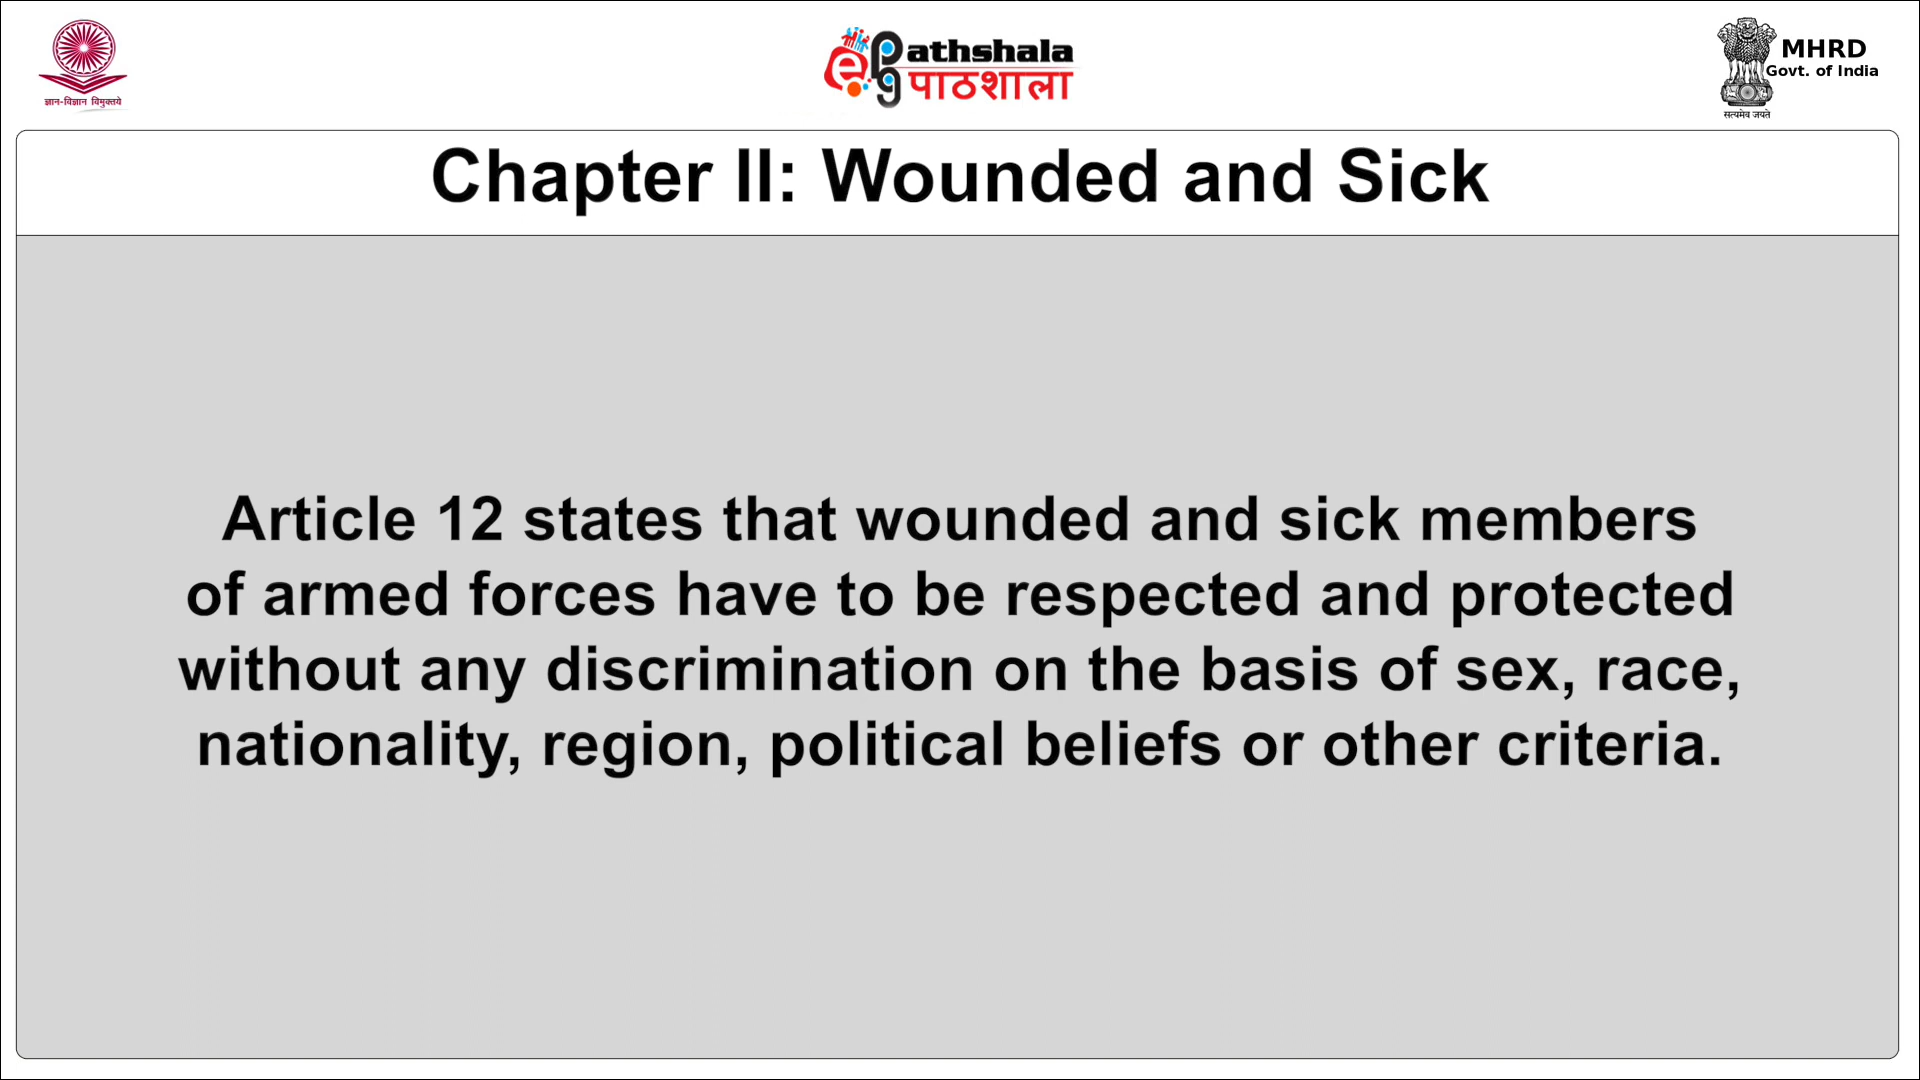 ज्ञान-विज्ञान विमुक्तये
ePg athshala
पाठशाला
MHRD
Govt. of India
सत्यमेव जयते
Chapter II: Wounded and Sick
Article 12 states that wounded and sick members
of armed forces have to be respected and protected
without any discrimination on the basis of sex, race,
nationality, region, political beliefs or other criteria.